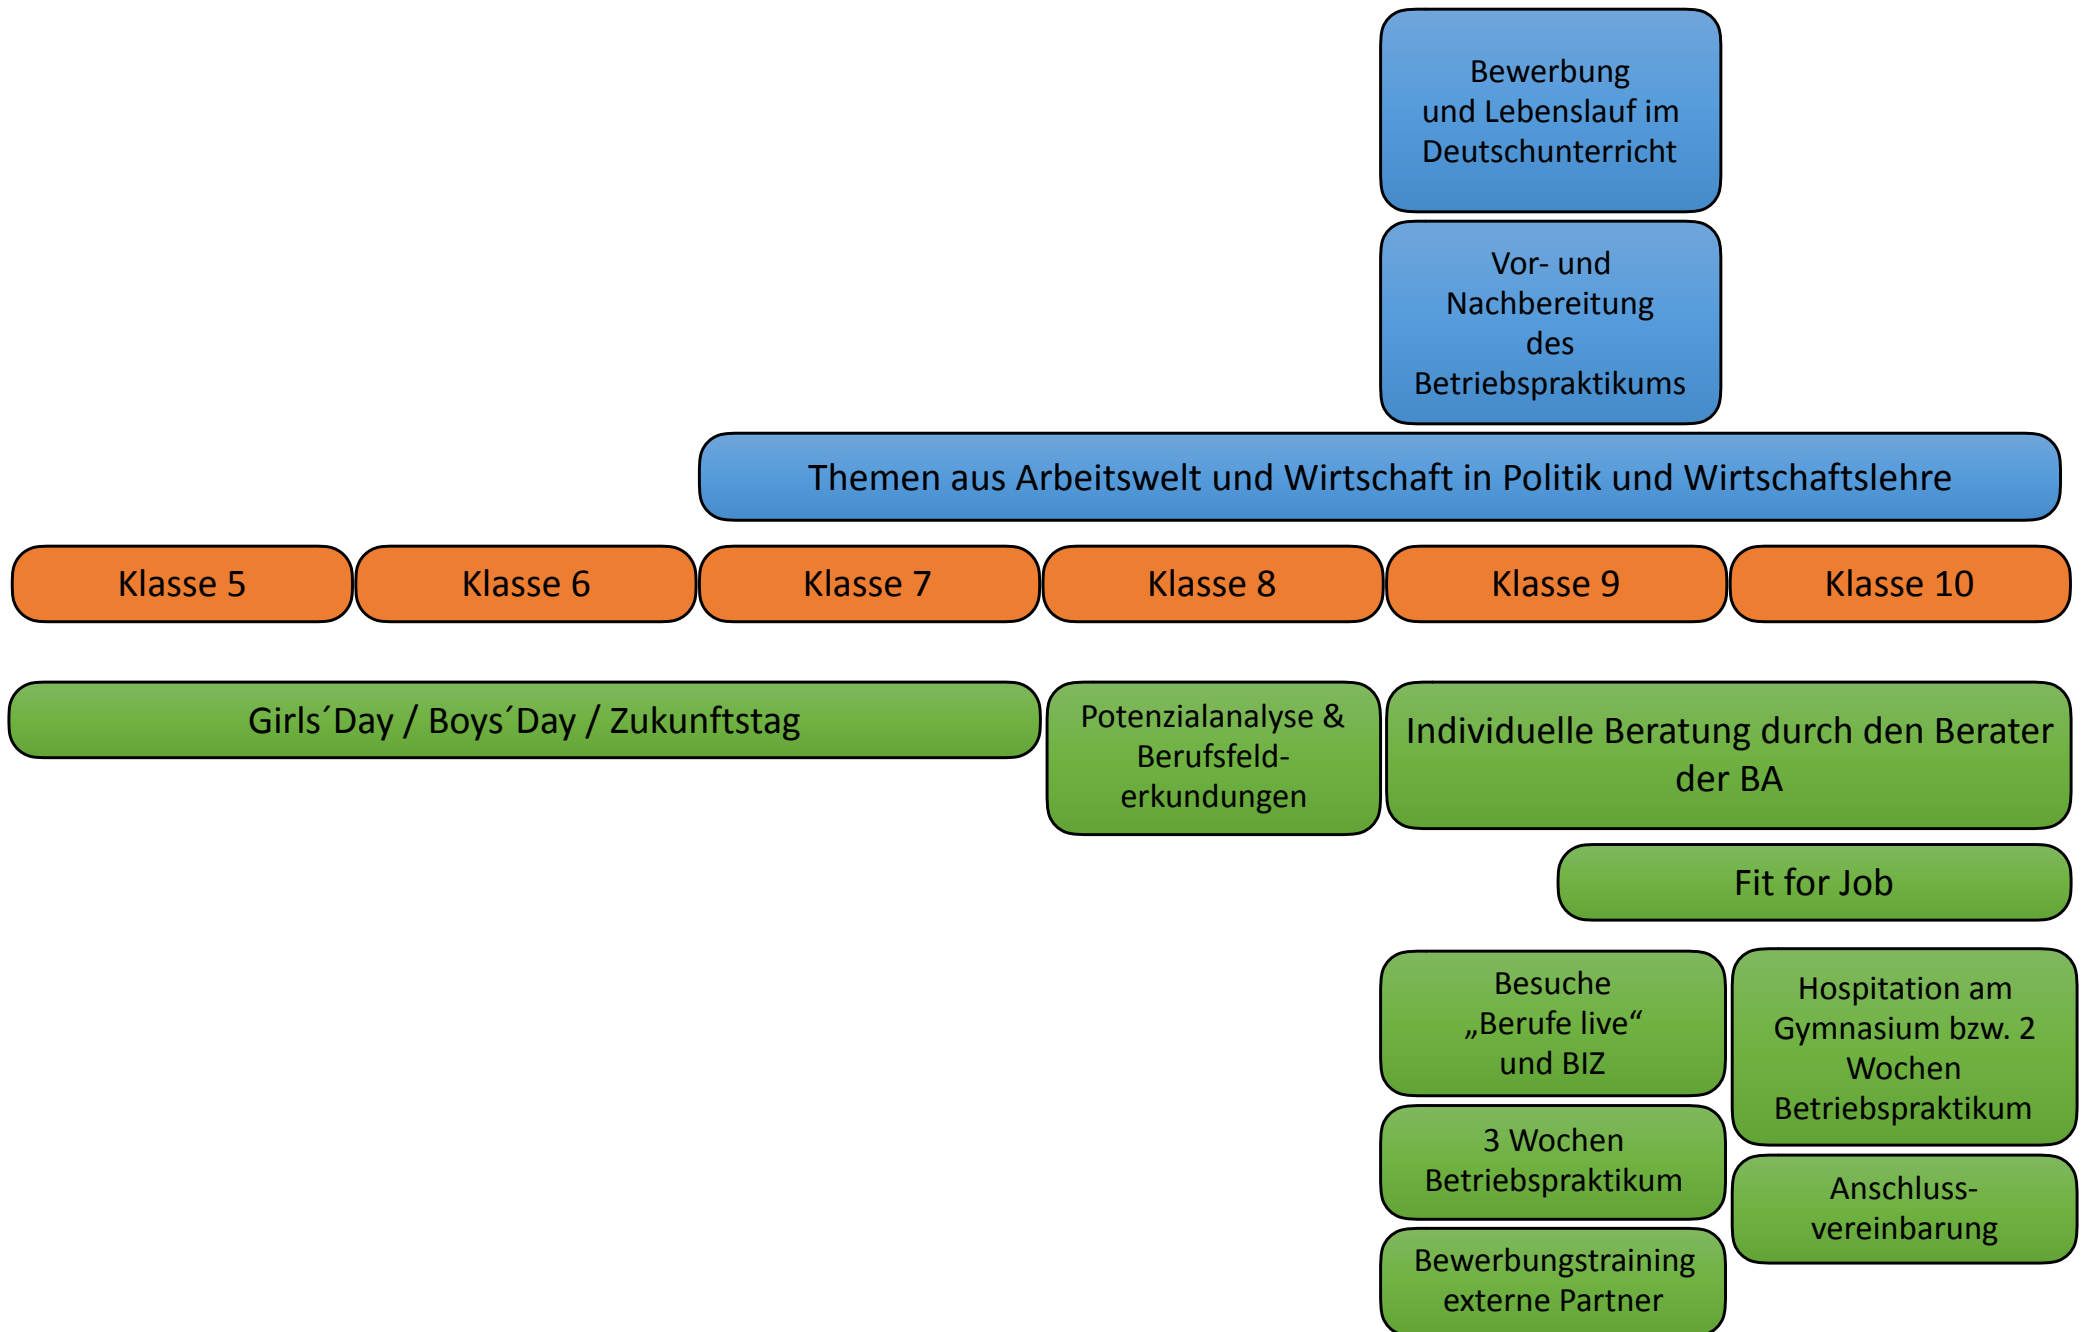 Bewerbung
und Lebenslauf im
Deutschunterricht
Vor- und
Nachbereitung
des
Betriebspraktikums
Themen aus Arbeitswelt und Wirtschaft in Politik und Wirtschaftslehre
Klasse 5
Klasse 6
Klasse 7
Klasse 8
Klasse 9
Klasse 10
Girls´Day / Boys´Day / Zukunftstag
Potenzialanalyse &
Berufsfeld-
erkundungen
Individuelle Beratung durch den Berater
der BA
Fit for Job
Besuche
„Berufe live“
und BIZ
Hospitation am
Gymnasium bzw. 2
Wochen
Betriebspraktikum
3 Wochen
Betriebspraktikum
Anschluss-
vereinbarung
Bewerbungstraining
externe Partner